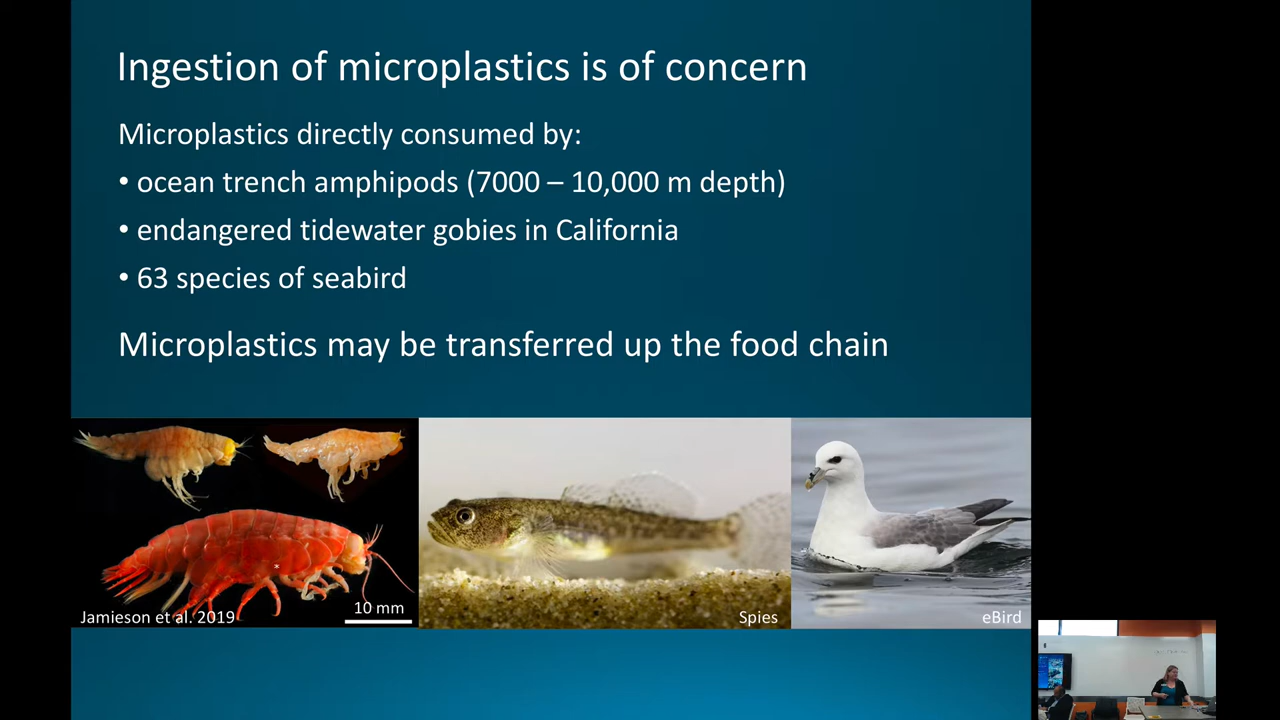 Ingestion of microplastics is of concern
Microplastics directly consumed by:
• ocean trench amphipods (7000 – 10,000 m depth)
• endangered tidewater gobies in California
• 63 species of seabird
Microplastics may be transferred up the food chain
*
10 mm
Jamieson et al. 2019
Spies
eBird